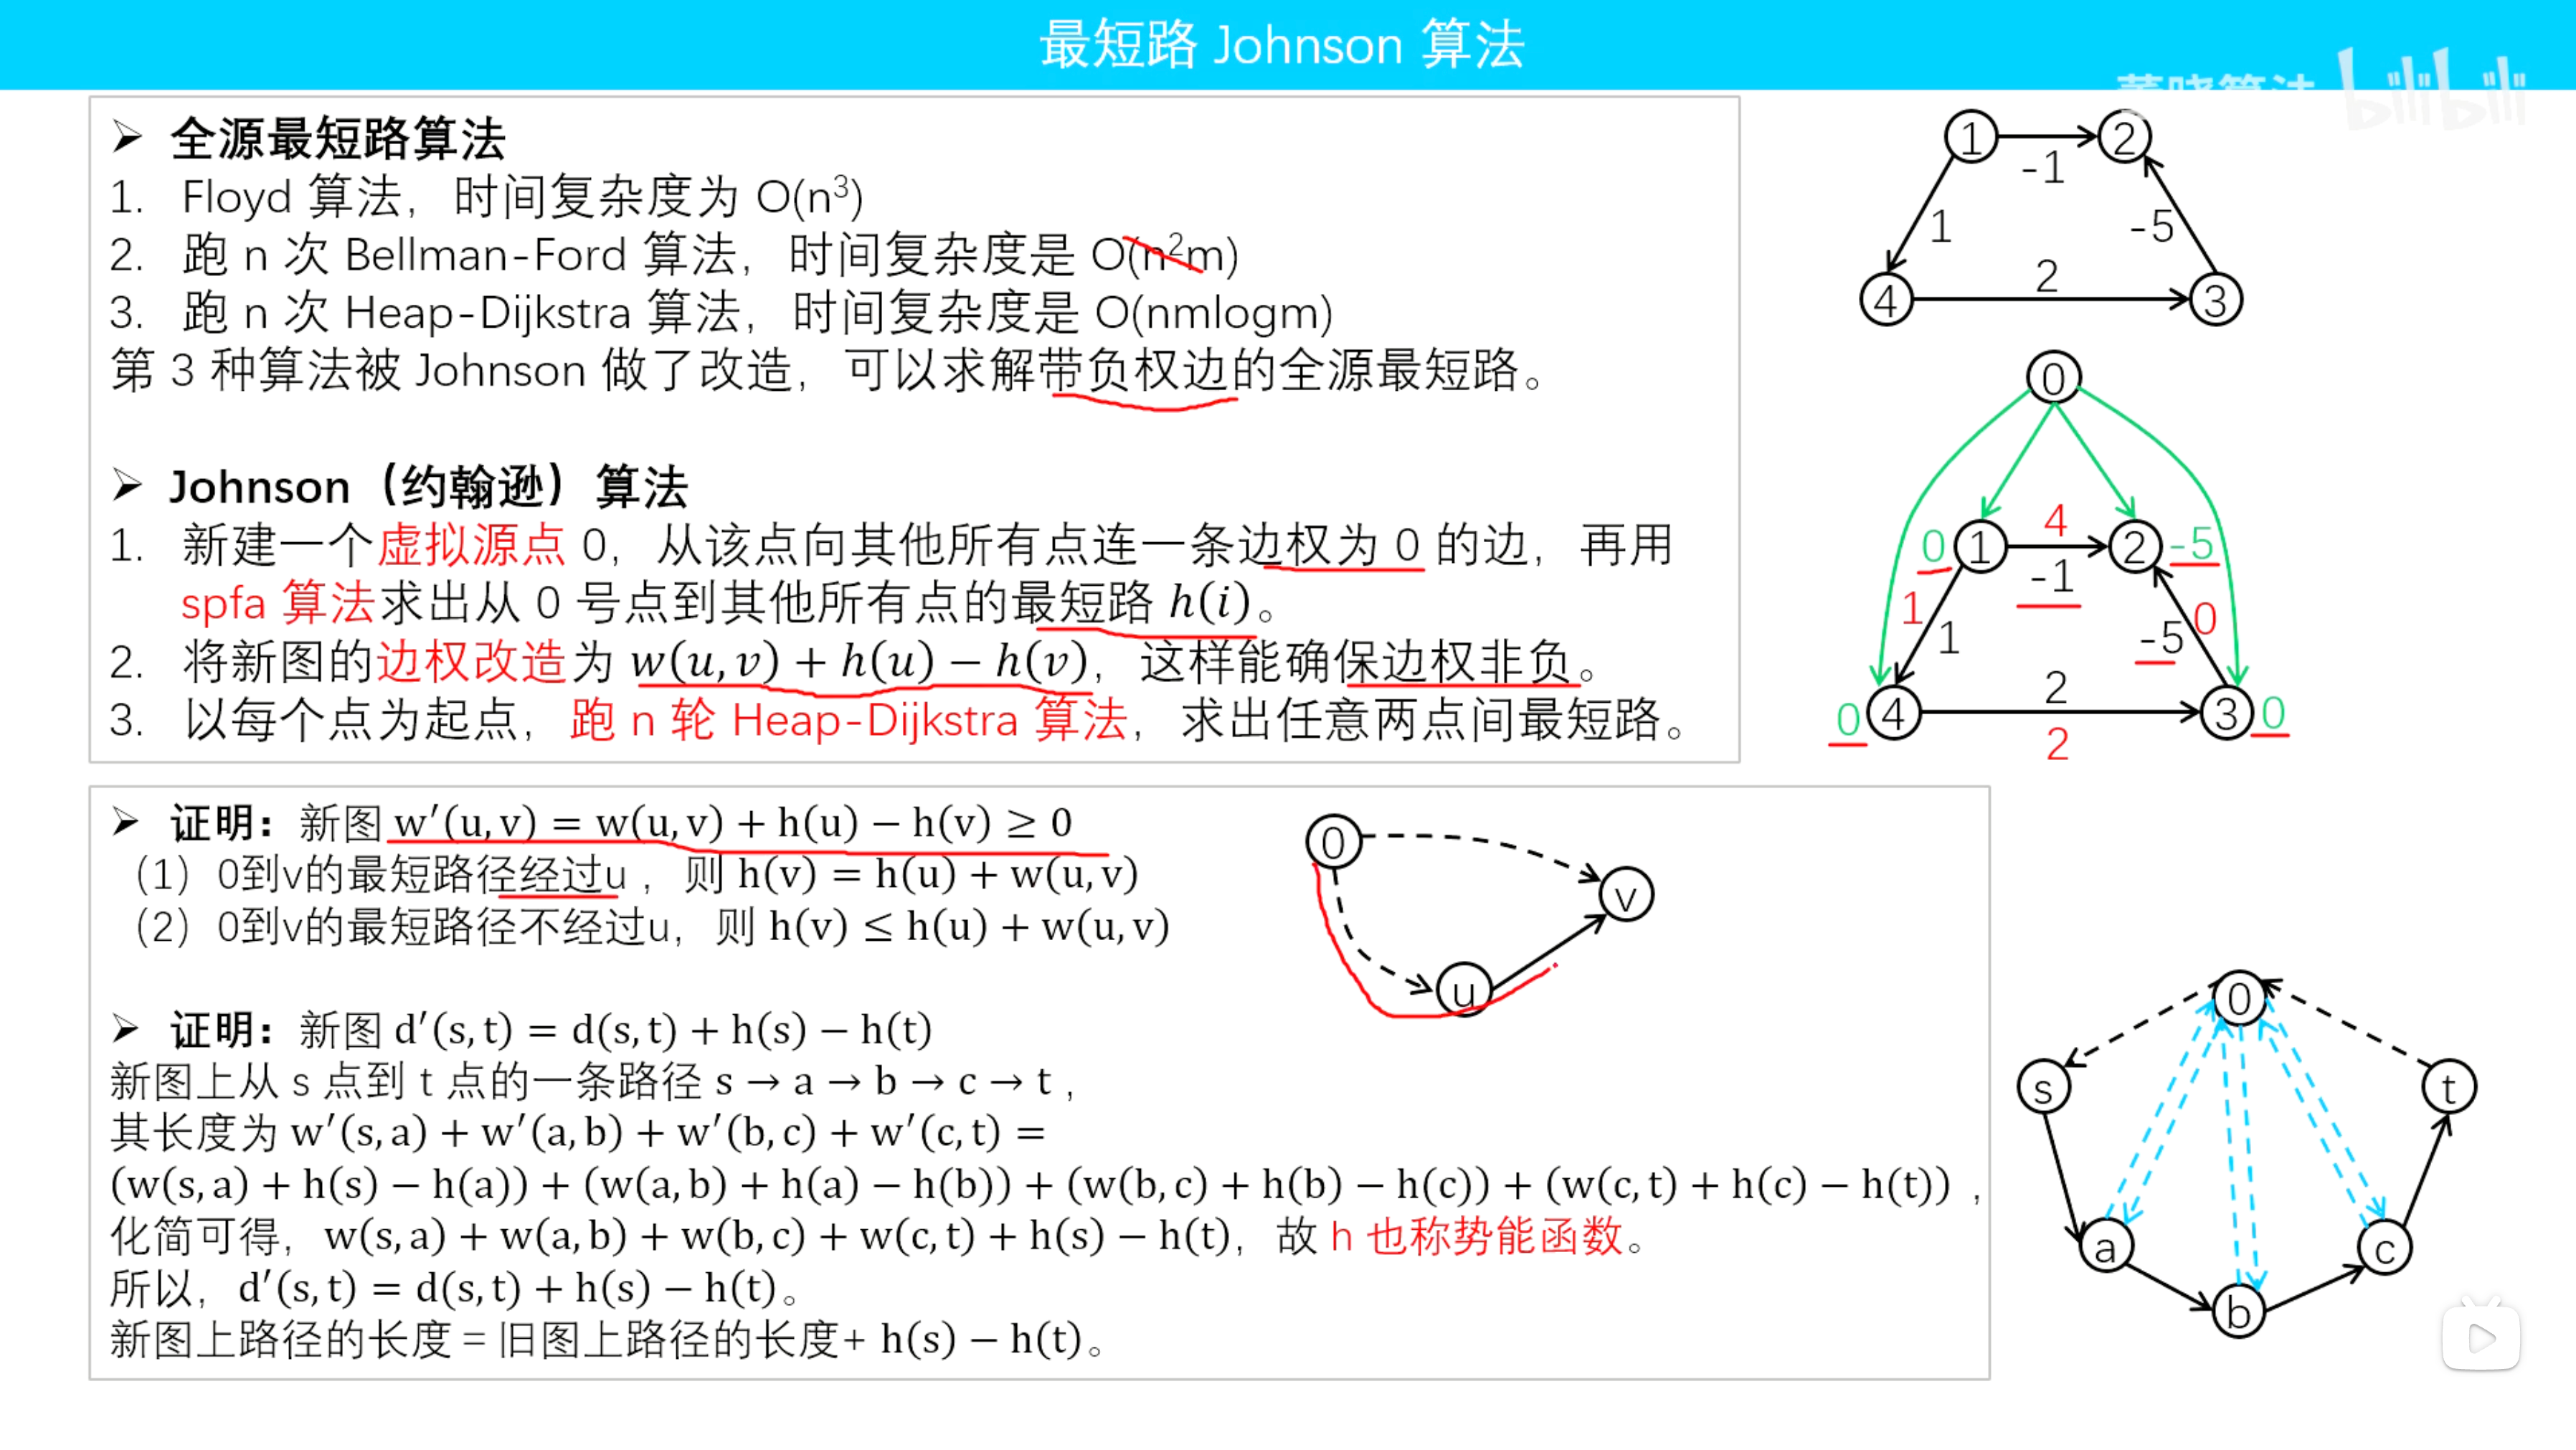 最短路 Johnson 算法
bilibili
➢ 全源最短路算法
1. Floyd 算法，时间复杂度为 O(n³)
2. 跑 n 次 Bellman-Ford 算法，时间复杂度是 O(n²m)
3. 跑 n 次 Heap-Dijkstra 算法，时间复杂度是 O(nmlogm)
第 3 种算法被 Johnson 做了改造，可以求解带负权边的全源最短路。
➢ Johnson（约翰逊）算法
1. 新建一个虚拟源点 0，从该点向其他所有点连一条边权为 0 的边，再用
spfa 算法求出从 0 号点到其他所有点的最短路 h(i)。
2. 将新图的边权改造为 w(u, v) + h(u) − h(v)，这样能确保边权非负。
3. 以每个点为起点，跑 n 轮 Heap-Dijkstra 算法，求出任意两点间最短路。
1 2
-1
1 -5
2
4 3
0
4
0 1 2 -5
-1
1 1 -5 0
2
0 4 3 0
2
➢ 证明：新图 w′(u, v) = w(u, v) + h(u) − h(v) ≥ 0
（1）0到v的最短路径经过u，则 h(v) = h(u) + w(u, v)
（2）0到v的最短路径不经过u，则 h(v) ≤ h(u) + w(u, v)
0
v
u
➢ 证明：新图 d′(s, t) = d(s, t) + h(s) − h(t)
新图上从 s 点到 t 点的一条路径 s → a → b → c → t，
其长度为 w′(s, a) + w′(a, b) + w′(b, c) + w′(c, t) =
(w(s, a) + h(s) − h(a)) + (w(a, b) + h(a) − h(b)) + (w(b, c) + h(b) − h(c)) + (w(c, t) + h(c) − h(t))，
化简可得，w(s, a) + w(a, b) + w(b, c) + w(c, t) + h(s) − h(t)，故 h 也称势能函数。
所以，d′(s, t) = d(s, t) + h(s) − h(t)。
新图上路径的长度 = 旧图上路径的长度+ h(s) − h(t)。
0
s t
a c
b